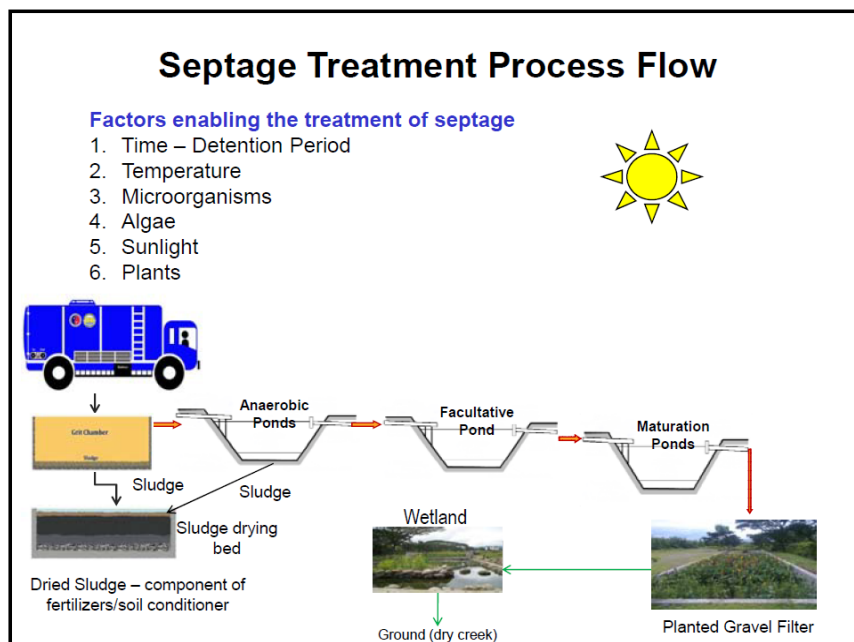 Septage Treatment Process Flow
Factors enabling the treatment of septage
1. Time – Detention Period
2. Temperature
3. Microorganisms
4. Algae
5. Sunlight
6. Plants
Grit Chamber
Sludge
Anaerobic
Ponds
Facultative
Pond
Maturation
Ponds
Sludge
Sludge
Sludge drying
bed
Wetland
Dried Sludge – component of
fertilizers/soil conditioner
Ground (dry creek)
Planted Gravel Filter